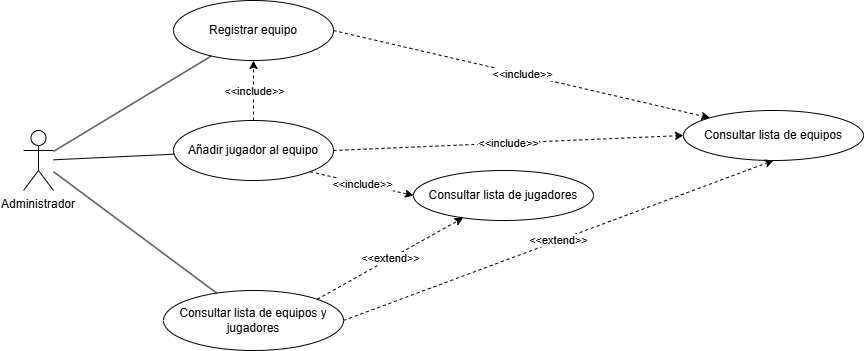 Registrar equipo
<<include>>
<<include>>
Consultar lista de equipos
Añadir jugador al equipo
<<include>>
<<include>>
Consultar lista de jugadores
Administrador
<<extend>>
<<extend>>
Consultar lista de equipos y
jugadores